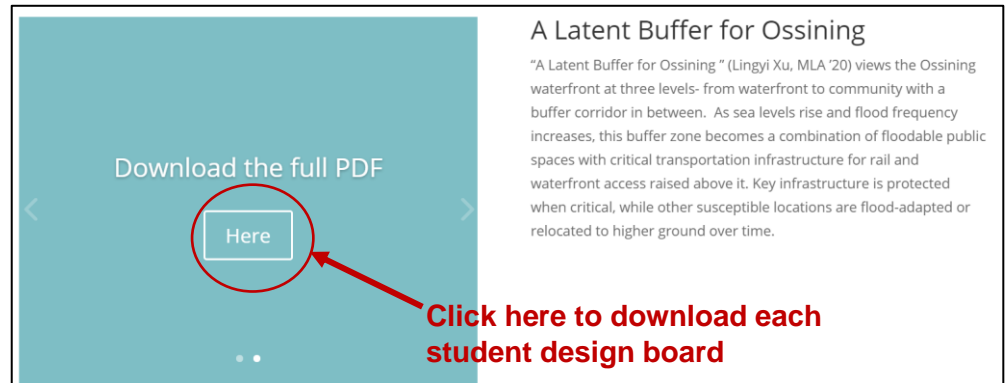 Download the full PDF
Here
A Latent Buffer for Ossining
“A Latent Buffer for Ossining ” (Lingyi Xu, MLA ’20) views the Ossining
waterfront at three levels- from waterfront to community with a
buffer corridor in between.  As sea levels rise and flood frequency
increases, this buffer zone becomes a combination of floodable public
spaces with critical transportation infrastructure for rail and
waterfront access raised above it. Key infrastructure is protected
when critical, while other susceptible locations are flood-adapted or
relocated to higher ground over time.
Click here to download each
student design board